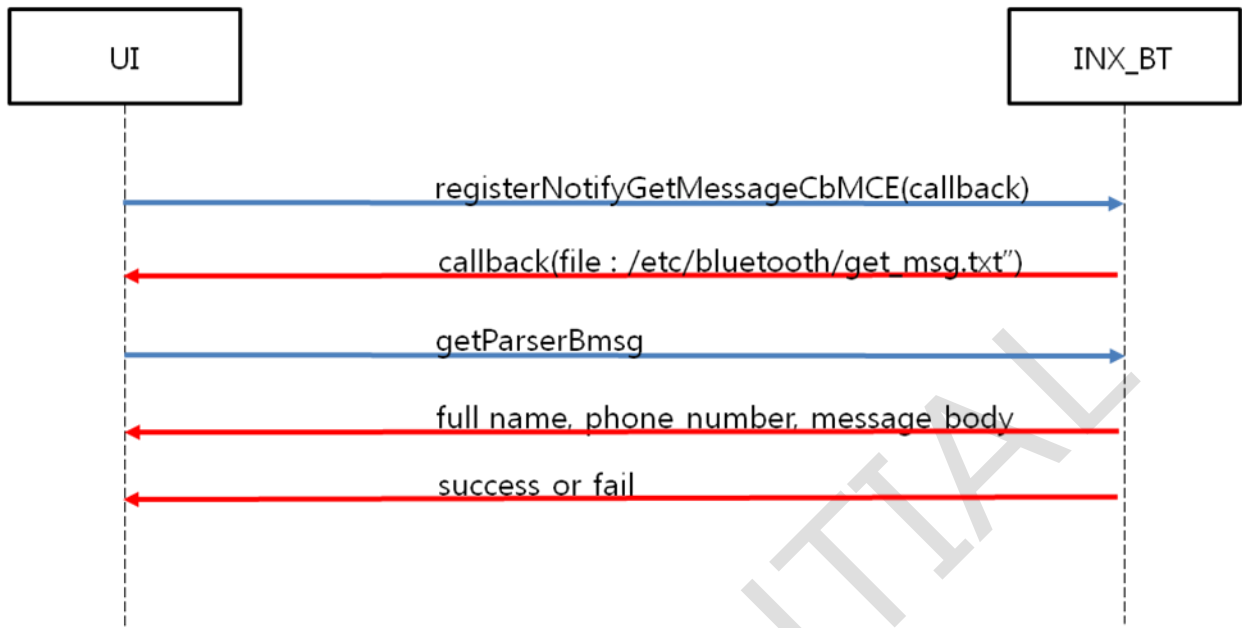 UI
INX_BT
registerNotifyGetMessageCbMCE(callback)
callback(file : /etc/bluetooth/get_msg.txt”)
getParserBmsg
full name, phone number, message body
success or fail